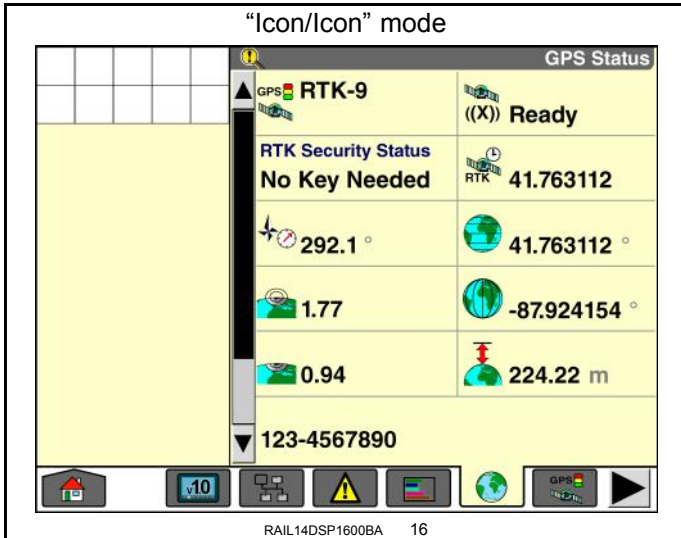 “Icon/Icon” mode
GPS Status
GPS RTK-9
((X)) Ready
RTK Security Status
No Key Needed
RTK 41.763112
292.1 °
41.763112 °
1.77
-87.924154 °
0.94
224.22 m
123-4567890
v10
GPS
RAIL14DSP1600BA 16